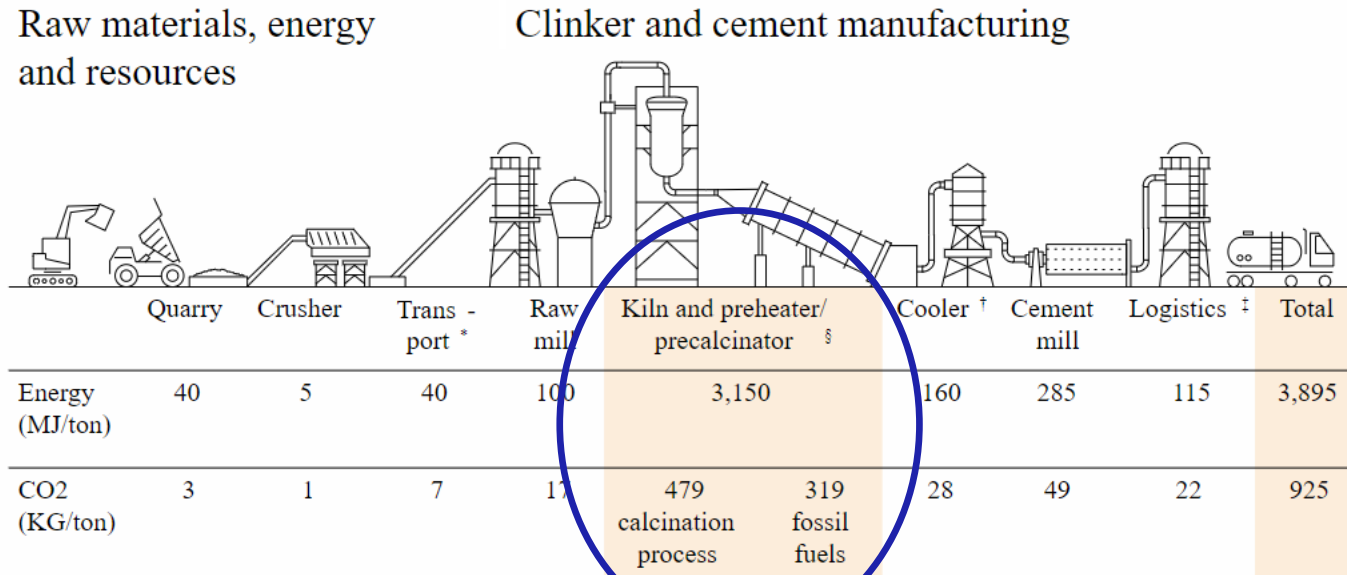 Raw materials, energy
and resources
Clinker and cement manufacturing
Quarry Crusher Trans - Raw Kiln and preheater/ Cooler † Cement Logistics ‡ Total
port * mill precalcinator § mill
Energy 40 5 40 100 3,150 160 285 115 3,895
(MJ/ton)
CO2 3 1 7 17 479 319 28 49 22 925
(KG/ton) calcination fossil
process fuels